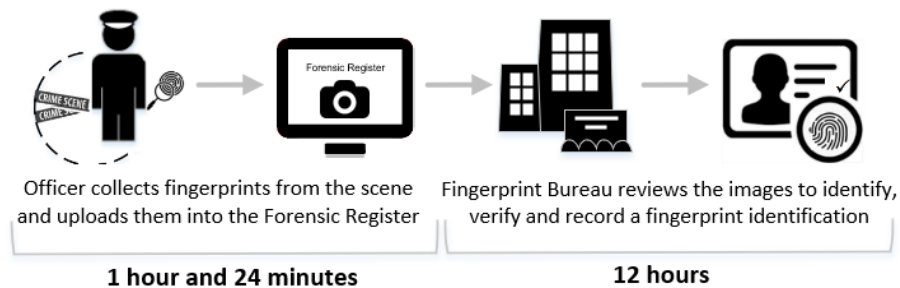 Forensic Register
CRIME SCENE
CRIME SCENE
Officer collects fingerprints from the scene
and uploads them into the Forensic Register
Fingerprint Bureau reviews the images to identify,
verify and record a fingerprint identification
1 hour and 24 minutes
12 hours